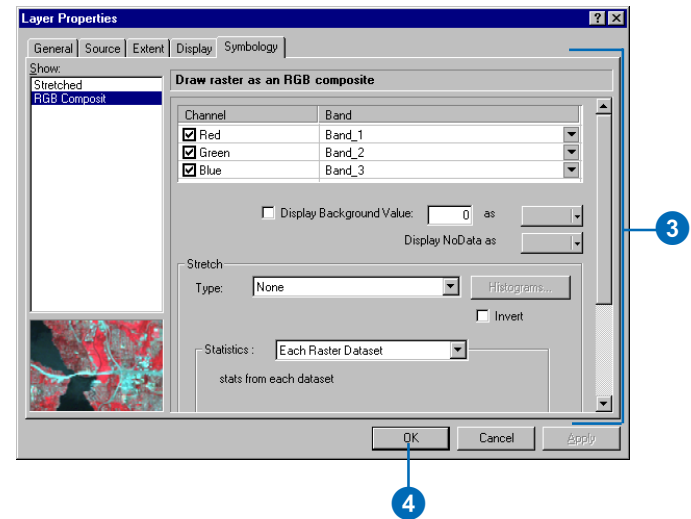 Layer Properties
General Source Extent Display Symbology
Show:
Stretched
RGB Composit
Draw raster as an RGB composite
Channel Band
Red Band_1
Green Band_2
Blue Band_3
Display Background Value: 0 as
Display NoData as
Stretch
Type: None Histograms...
Invert
Statistics : Each Raster Dataset
stats from each dataset
OK Cancel Apply
3
4